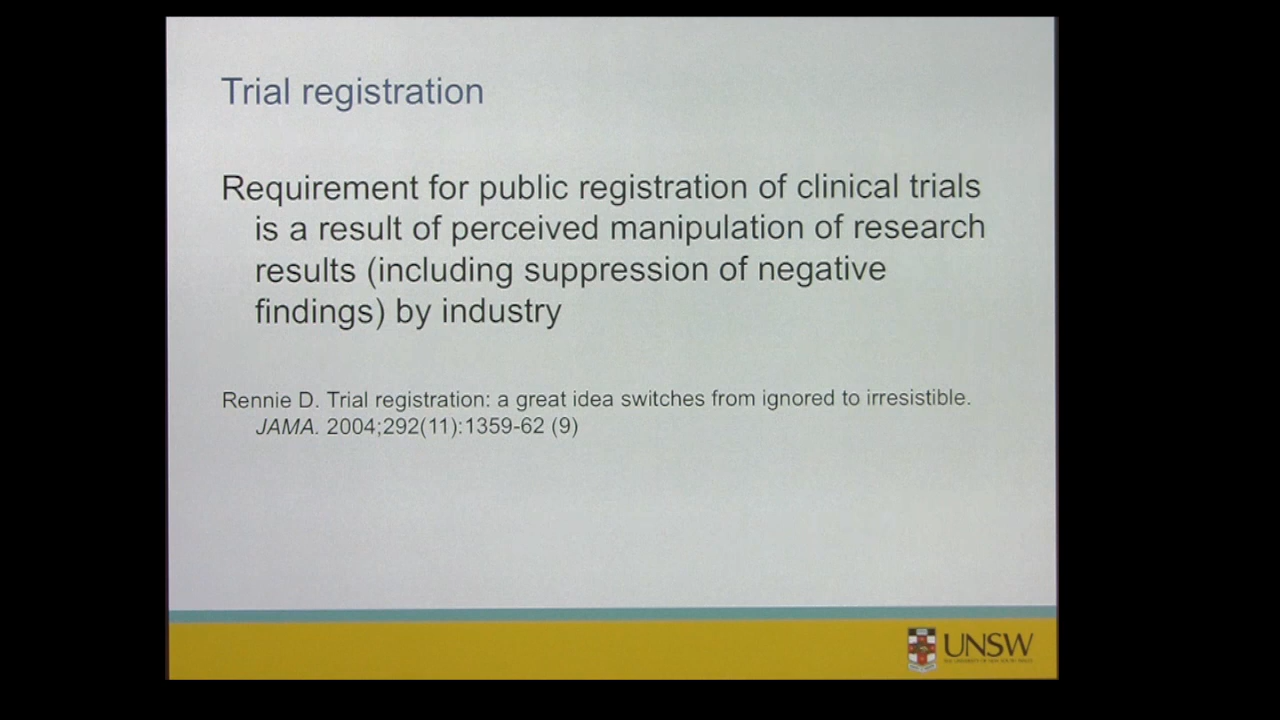 Trial registration
Requirement for public registration of clinical trials
is a result of perceived manipulation of research
results (including suppression of negative
findings) by industry
Rennie D. Trial registration: a great idea switches from ignored to irresistible.
JAMA. 2004;292(11):1359-62 (9)
UNSW